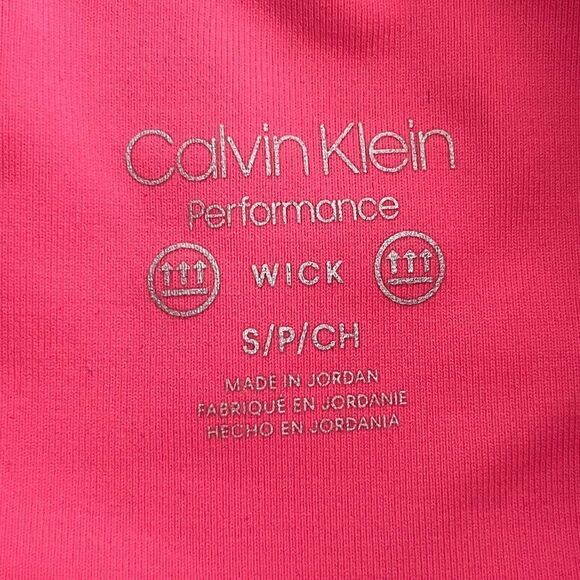 Calvin Klein
Performance
WICK
S/P/CH
MADE IN JORDAN
FABRIQUÉ EN JORDANIE
HECHO EN JORDANIA